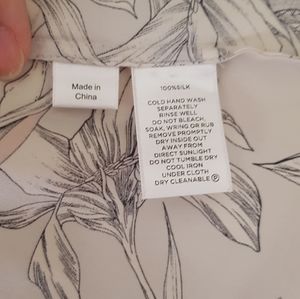 Made in
China
100%SILK
COLD HAND WASH
SEPARATELY
RINSE WELL
DO NOT BLEACH,
SOAK, WRING OR RUB
REMOVE PROMPTLY
DRY INSIDE OUT
AWAY FROM
DIRECT SUNLIGHT
DO NOT TUMBLE DRY
COOL IRON
UNDER CLOTH
DRY CLEANABLE Ⓟ